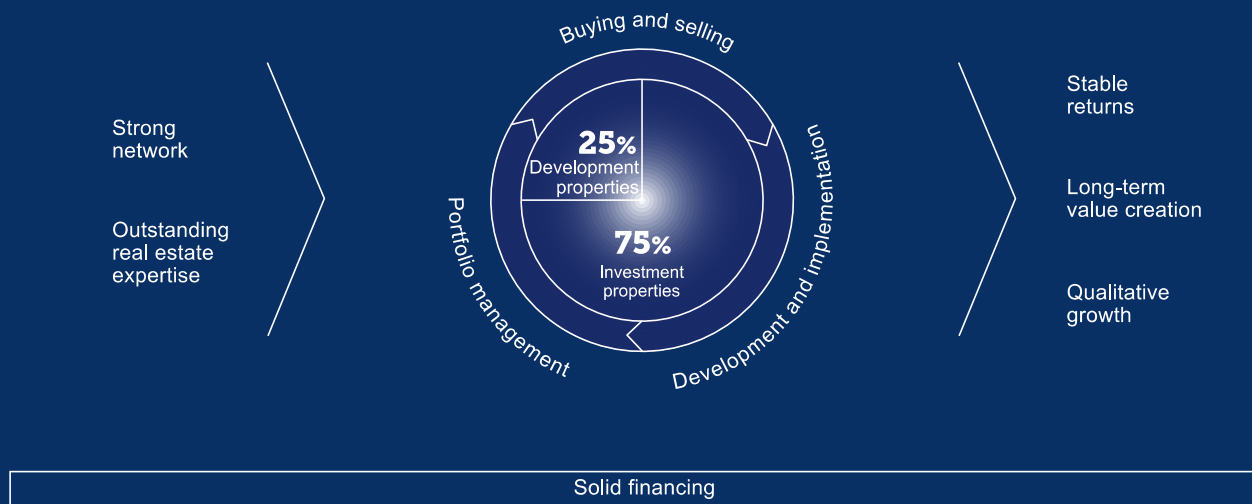 Strong
network
Outstanding
real estate
expertise
Buying and selling
25%
Development
properties
75%
Investment
properties
Portfolio management
Development and implementation
Stable
returns
Long-term
value creation
Qualitative
growth
Solid financing